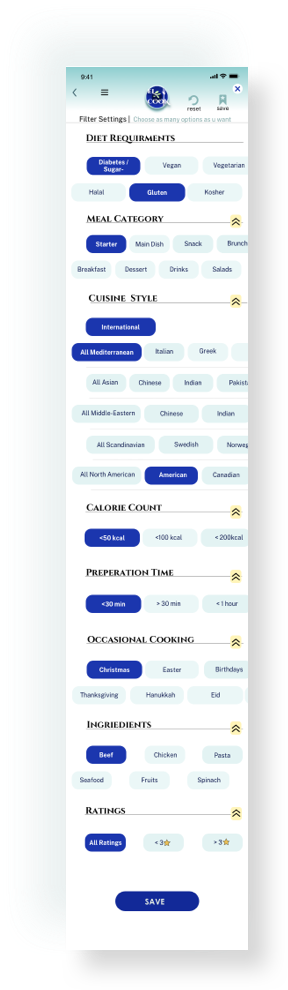 9:41
COOK
reset
save
Filter Settings | Choose as many options as u want
DIET REQUIRMENTS
Diabetes /
Sugar-
Vegan
Vegetarian
Halal
Gluten
Kosher
MEAL CATEGORY
Starter
Main Dish
Snack
Brunch
Breakfast
Dessert
Drinks
Salads
CUISINE STYLE
International
All Mediterranean
Italian
Greek
All Asian
Chinese
Indian
Pakist
All Middle-Eastern
Chinese
Indian
All Scandinavian
Swedish
Norweg
All North American
American
Canadian
CALORIE COUNT
<50 kcal
<100 kcal
< 200kcal
PREPERATION TIME
<30 min
> 30 min
< 1 hour
OCCASIONAL COOKING
Christmas
Easter
Birthdays
Thanksgiving
Hanukkah
Eid
INGRIEDIENTS
Beef
Chicken
Pasta
Seafood
Fruits
Spinach
RATINGS
All Ratings
< 3⭐
> 3⭐
SAVE